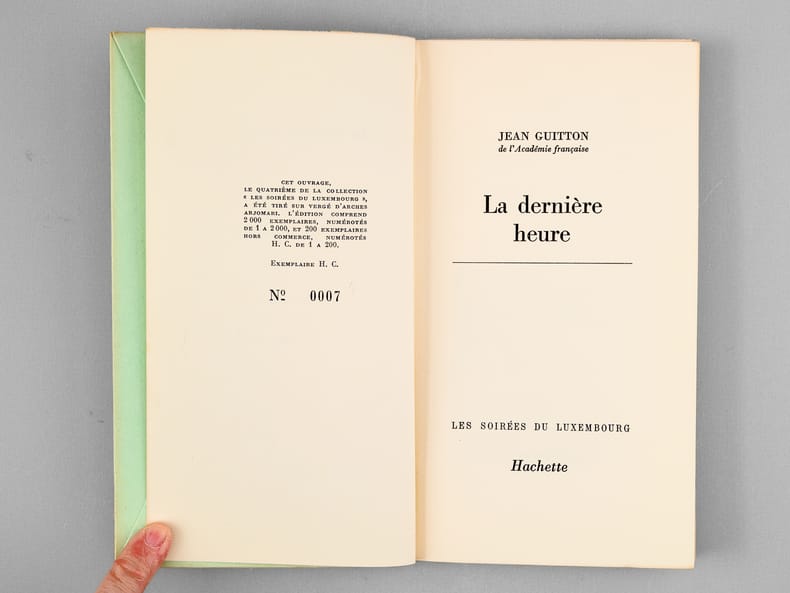 CET OUVRAGE,
LE QUATRIÈME DE LA COLLECTION
« LES SOIRÉES DU LUXEMBOURG »,
A ÉTÉ TIRÉ SUR VERGÉ D'ARCHES
ARJOMARI. L'ÉDITION COMPREND
2 000 EXEMPLAIRES, NUMÉROTÉS
DE 1 A 2 000, ET 200 EXEMPLAIRES
HORS COMMERCE, NUMÉROTÉS
H. C. DE 1 A 200.
EXEMPLAIRE H. C.
Nº 0007
JEAN GUITTON
de l'Académie française
La dernière
heure
LES SOIRÉES DU LUXEMBOURG
Hachette